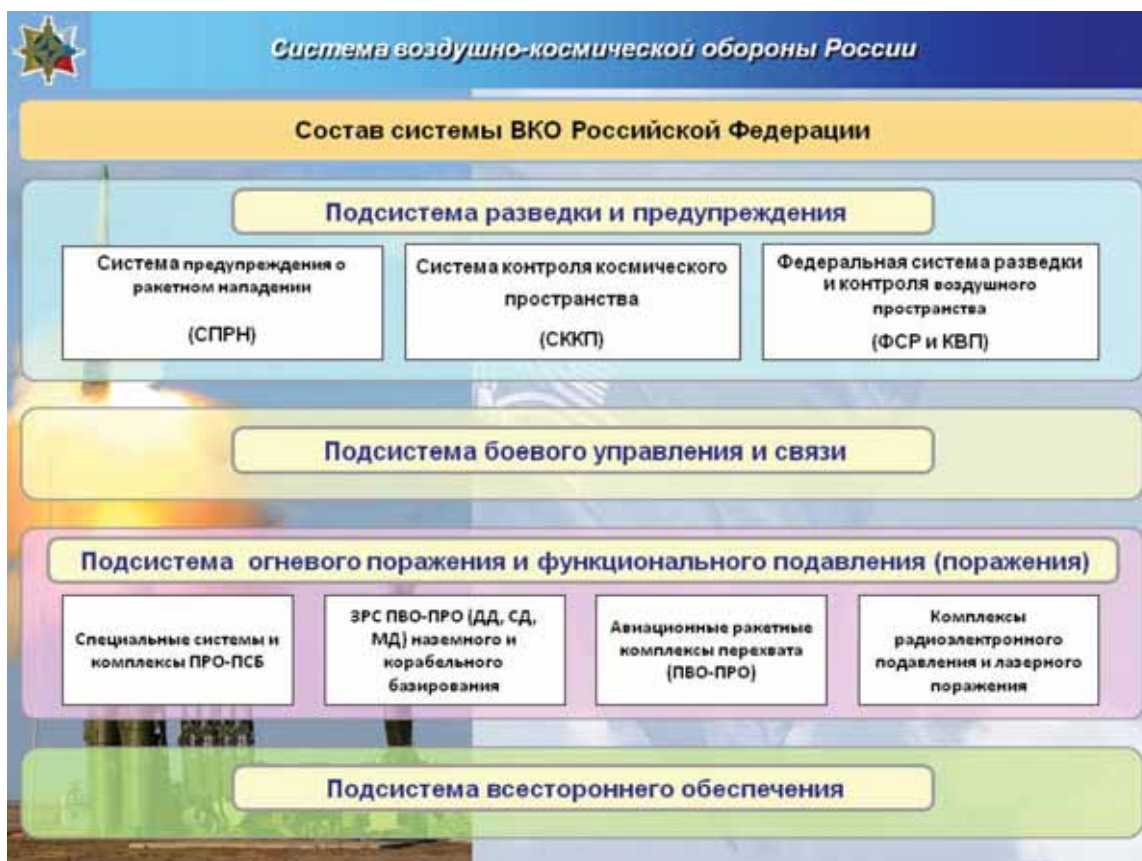 Система воздушно-космической обороны России
Состав системы ВКО Российской Федерации
Подсистема разведки и предупреждения
Система предупреждения о
ракетном нападении
(СПРН)
Система контроля космического
пространства
(СККП)
Федеральная система разведки
и контроля воздушного
пространства
(ФСР и КВП)
Подсистема боевого управления и связи
Подсистема огневого поражения и функционального подавления (поражения)
Специальные системы и
комплексы ПРО-ПСБ
ЗРС ПВО-ПРО (ДД, СД,
МД) наземного и
корабельного
базирования
Авиационные ракетные
комплексы перехвата
(ПВО-ПРО)
Комплексы
радиоэлектронного
подавления и лазерного
поражения
Подсистема всестороннего обеспечения